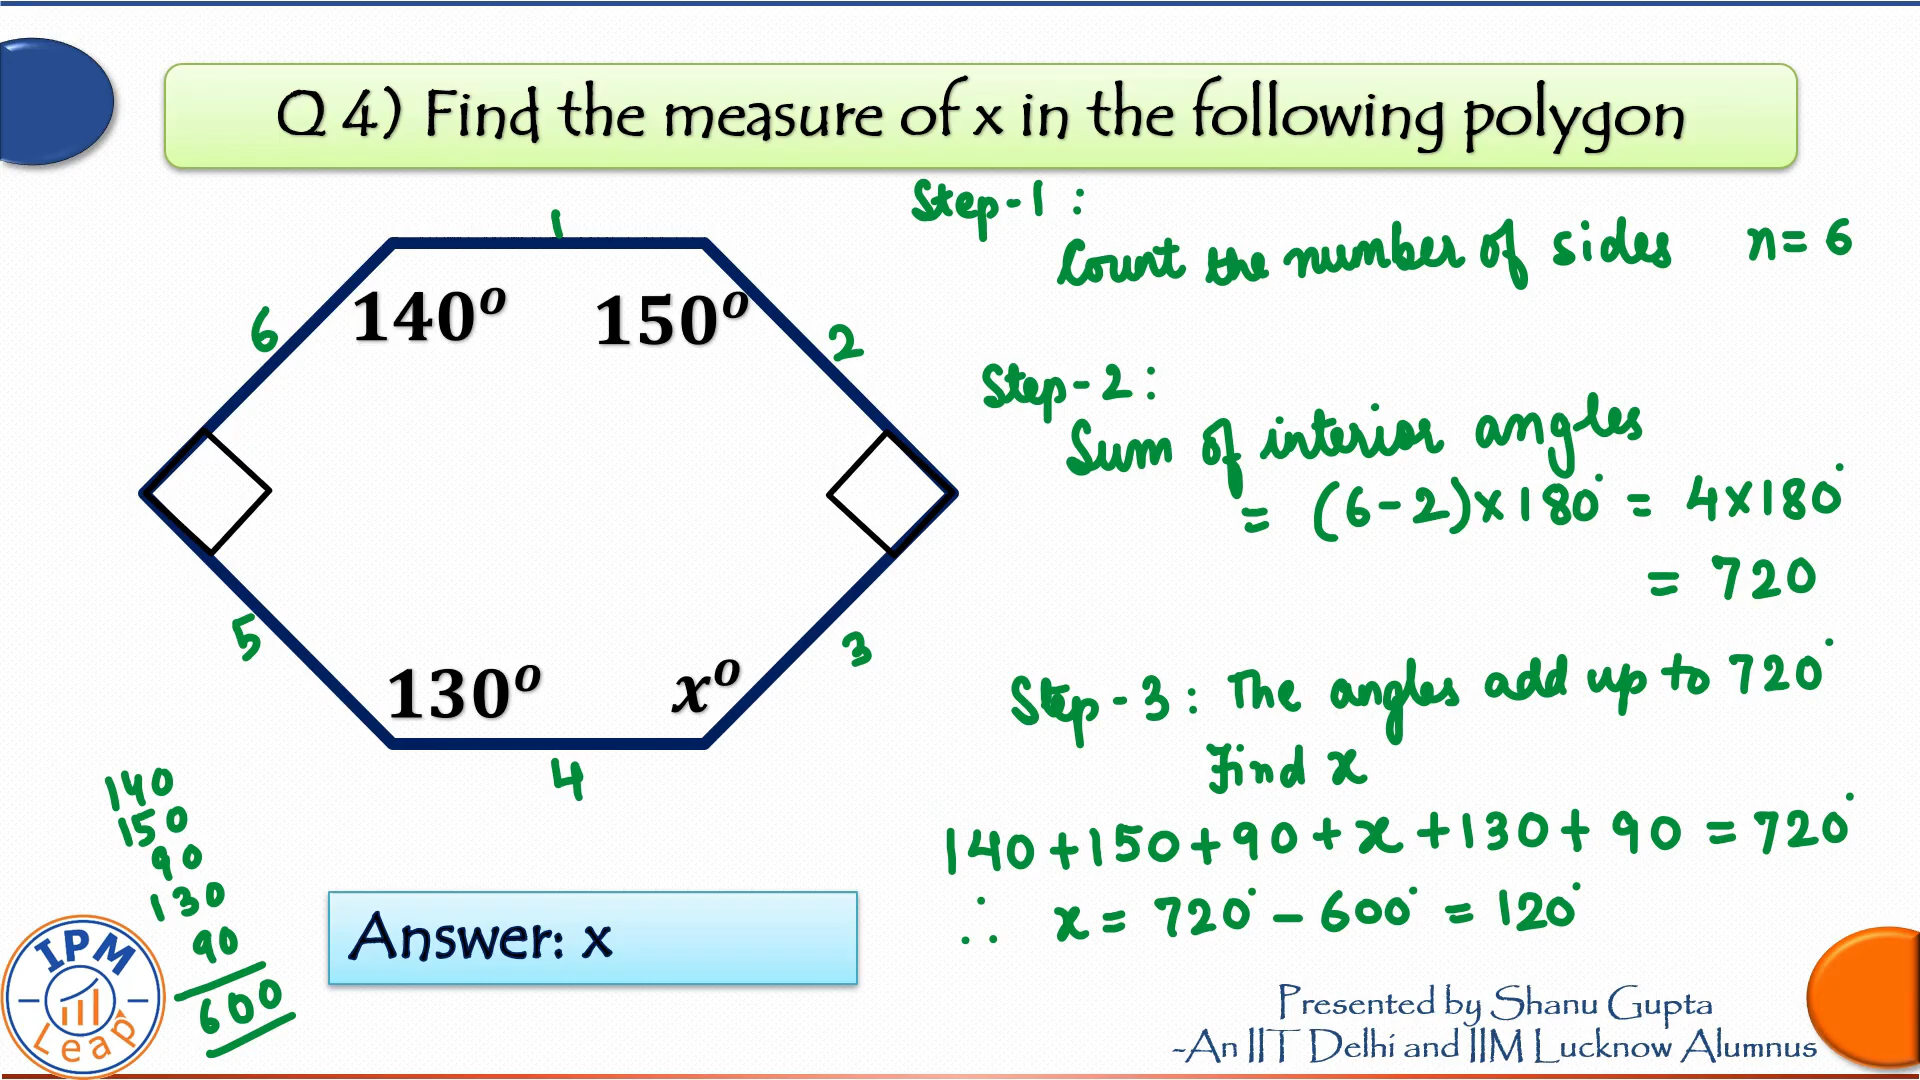 Q 4) Find the measure of x in the following polygon
Step-1 :
Count the number of sides n = 6
1
140° 150°
6
2
Step-2 :
Sum of interior angles
= (6-2)×180° = 4×180°
= 720
5
3
130° x°
4
Step-3 : The angles add up to 720°
Find x
140+150+90+x+130+90 = 720°
∴ x = 720° - 600° = 120°
140
150
90
130
90
600
Answer: x
IPM
Leap
Presented by Shanu Gupta
-An IIT Delhi and IIM Lucknow Alumnus